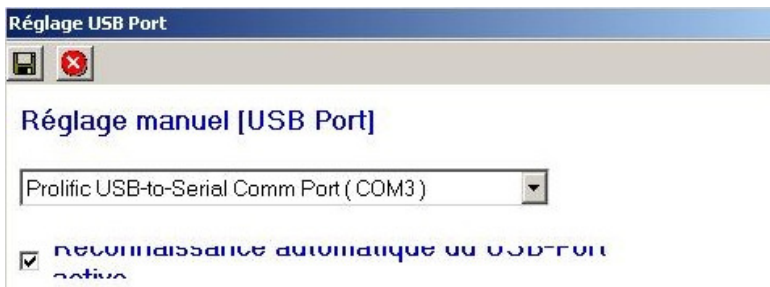 Réglage USB Port
Réglage manuel [USB Port]
Prolific USB-to-Serial Comm Port ( COM3 )
Reconnaissance automatique du USB-Port
active